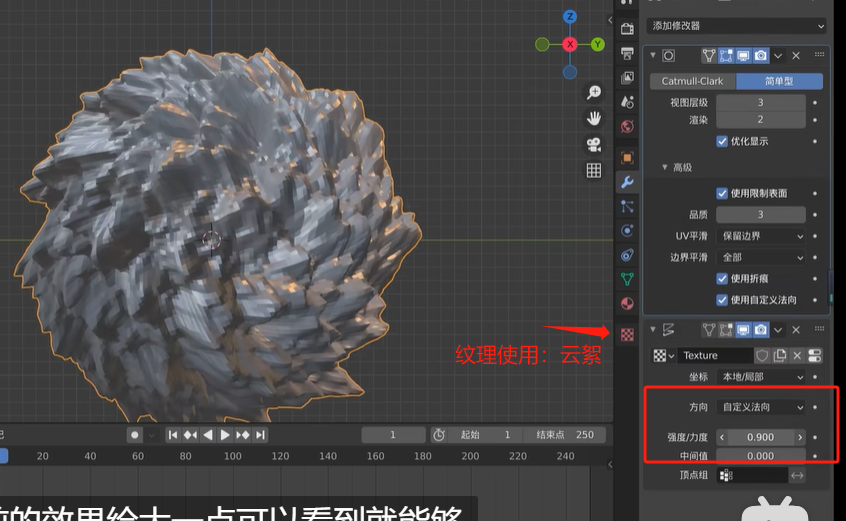 添加修改器
Z
X
Y
Catmull-Clark 简单型
视图层级 3
渲染 2
优化显示
高级
使用限制表面
品质 3
UV平滑 保留边界
边界平滑 全部
使用折痕
使用自定义法向
纹理使用：云絮
Texture
坐标 本地/局部
方向 自定义法向
强度/力度 0.900
中间值 0.000
顶点组
1 起始 1 结束点 250
20 40 60 80 100 120 140 160 180 200 220 240
的效果给大一点可以看到就能够